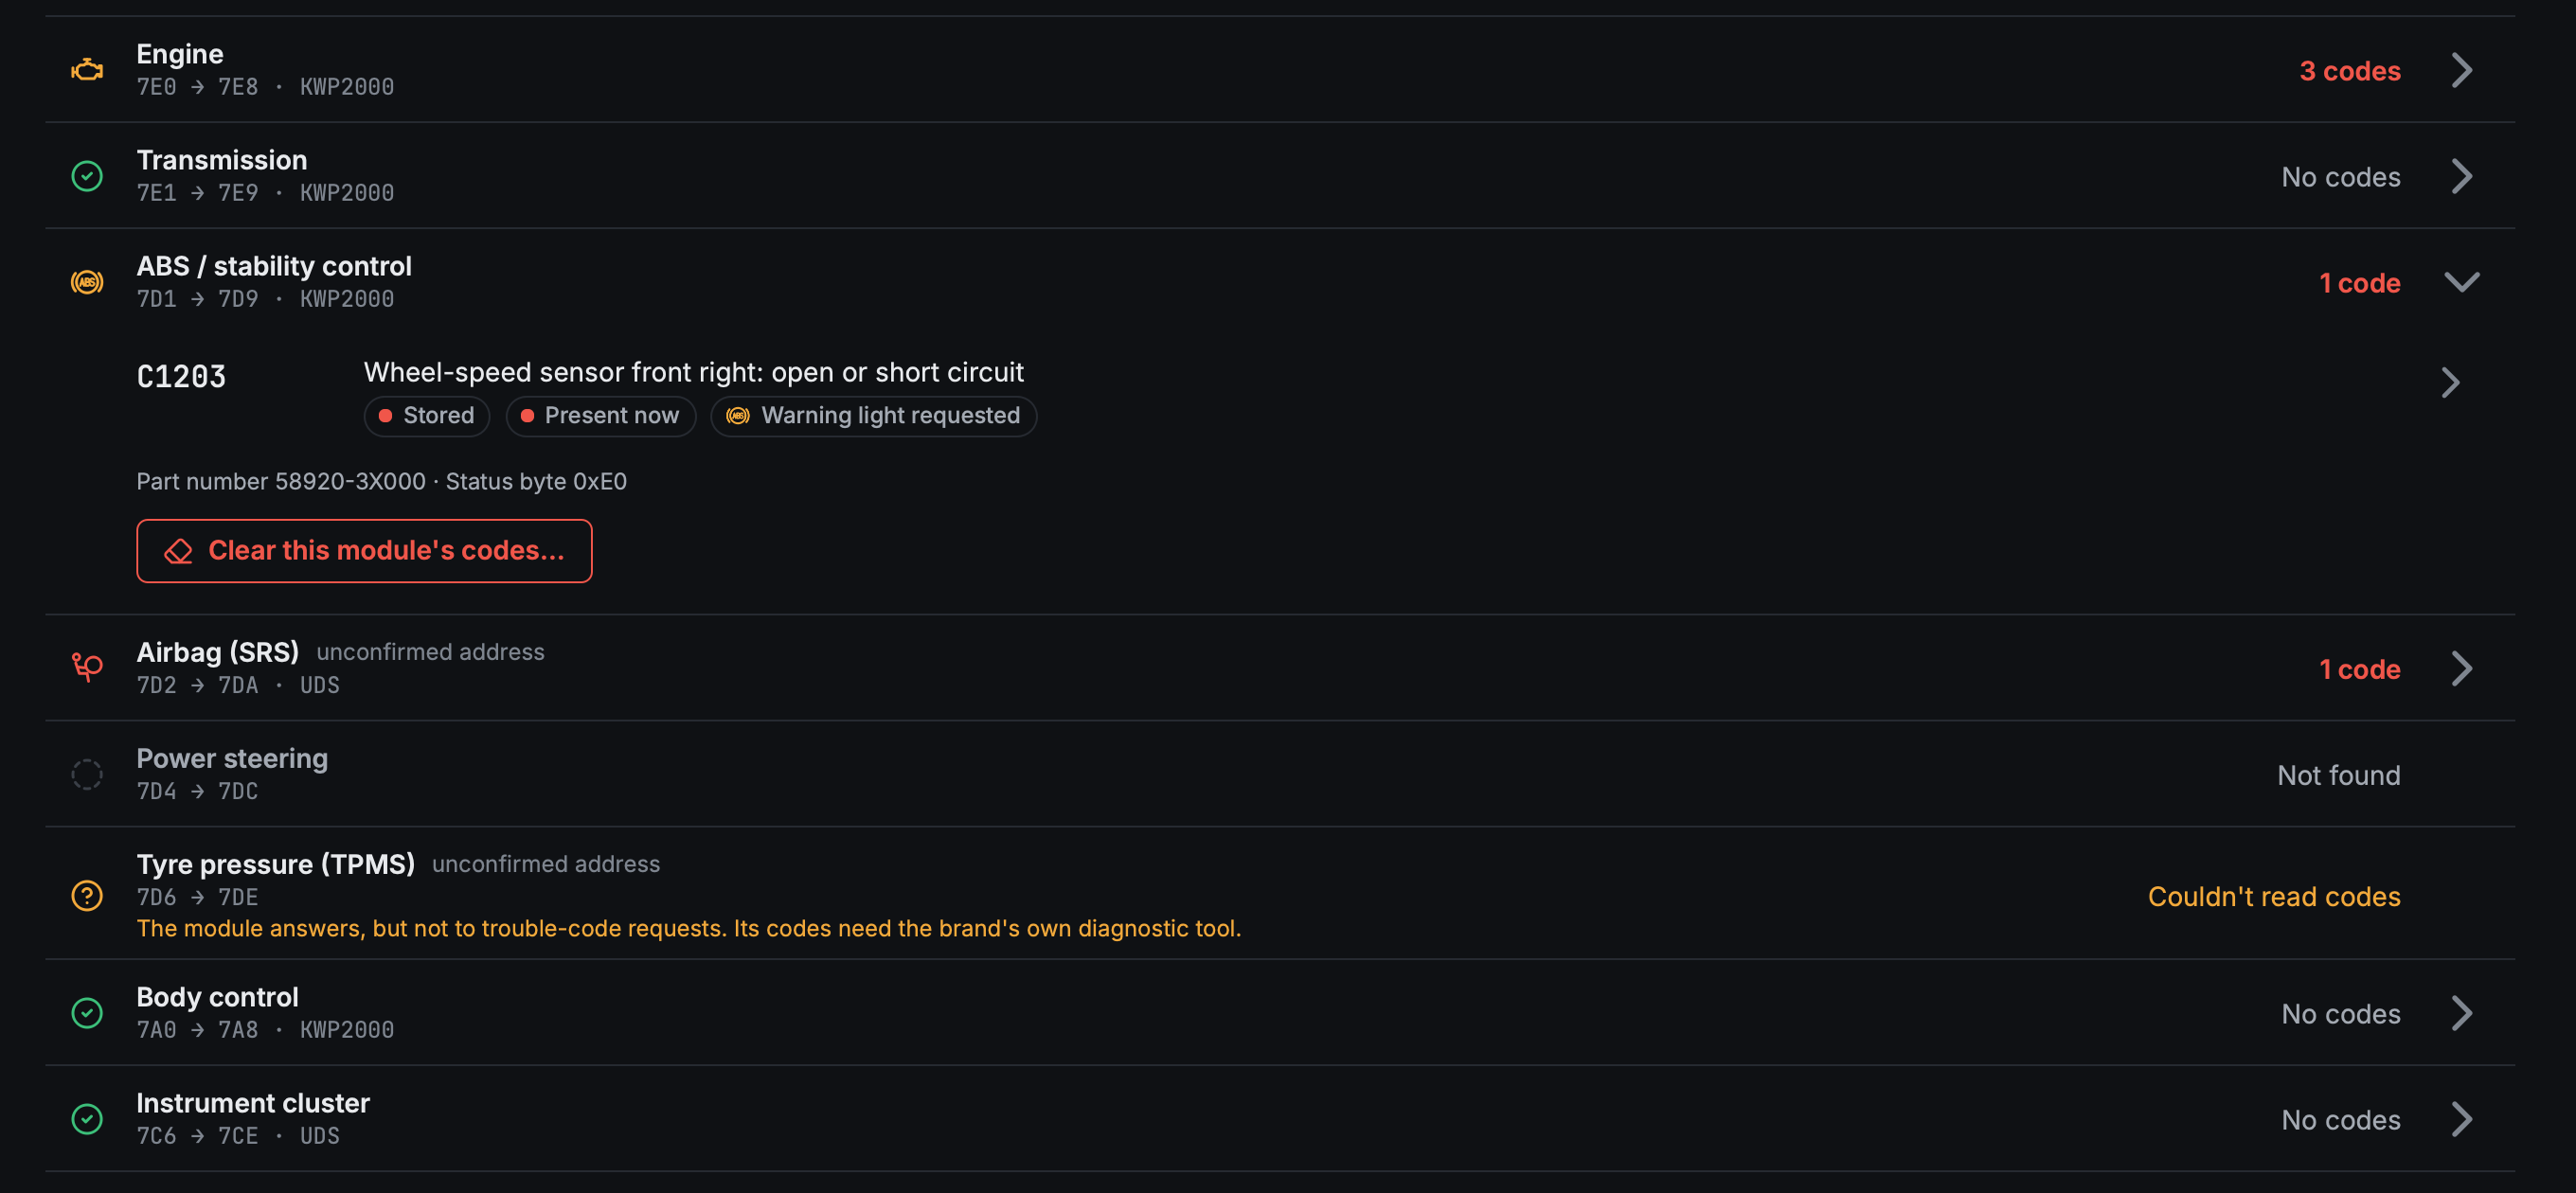 Engine
7E0 → 7E8 · KWP2000
3 codes
Transmission
7E1 → 7E9 · KWP2000
No codes
ABS / stability control
7D1 → 7D9 · KWP2000
1 code
C1203
Wheel-speed sensor front right: open or short circuit
Stored
Present now
Warning light requested
Part number 58920-3X000 · Status byte 0xE0
Clear this module's codes...
Airbag (SRS) unconfirmed address
7D2 → 7DA · UDS
1 code
Power steering
7D4 → 7DC
Not found
Tyre pressure (TPMS) unconfirmed address
7D6 → 7DE
The module answers, but not to trouble-code requests. Its codes need the brand's own diagnostic tool.
Couldn't read codes
Body control
7A0 → 7A8 · KWP2000
No codes
Instrument cluster
7C6 → 7CE · UDS
No codes